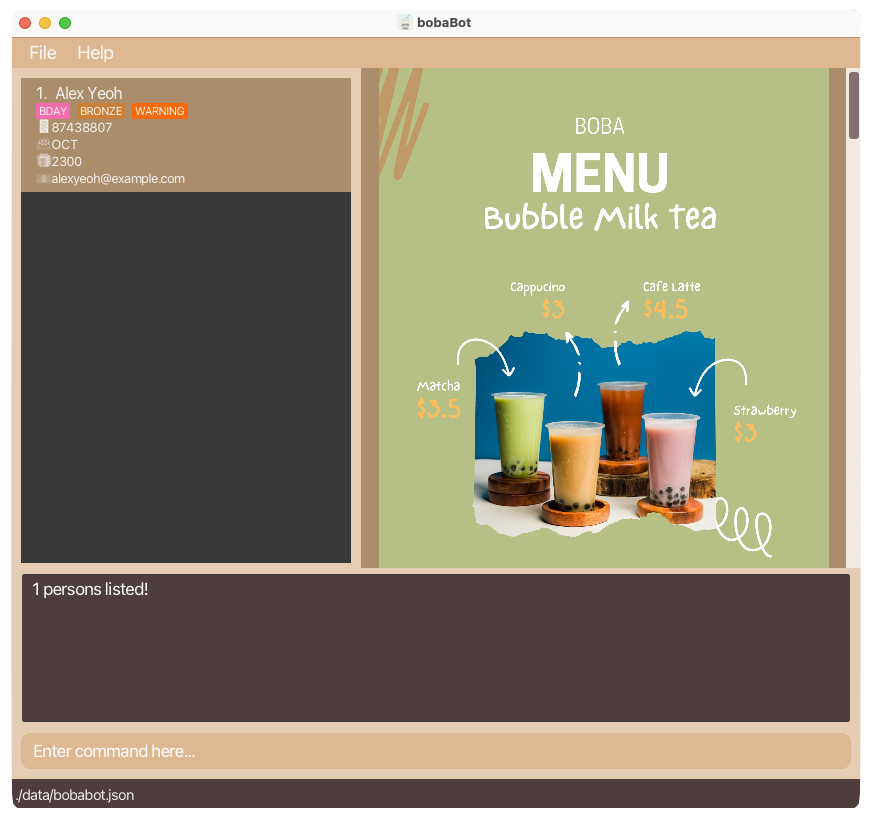 bobaBot
File Help
1. Alex Yeoh
BDAY BRONZE WARNING
87438807
OCT
2300
alexyeoh@example.com
BOBA
MENU
Bubble Milk Tea
Cappucino
$3
Cafe Latte
$4.5
Matcha
$3.5
Strawberry
$3
1 persons listed!
Enter command here...
./data/bobabot.json